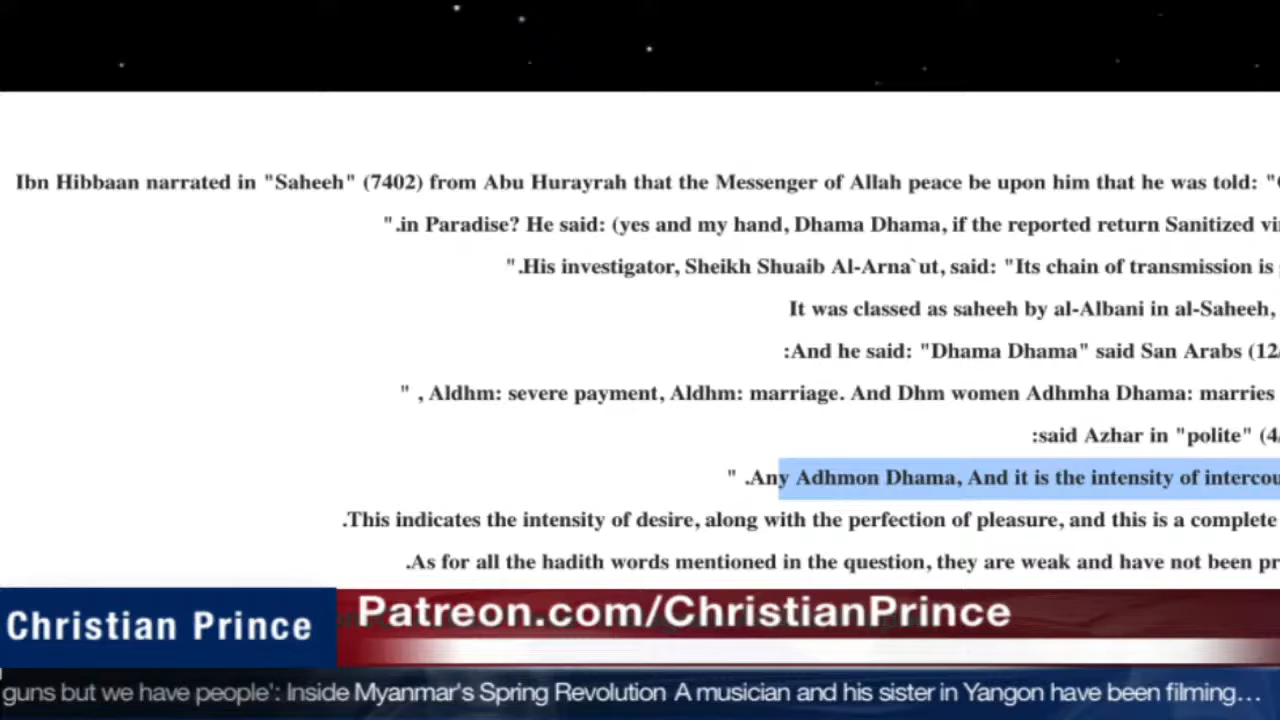 Ibn Hibbaan narrated in "Saheeh" (7402) from Abu Hurayrah that the Messenger of Allah peace be upon him that he was told: "
".in Paradise? He said: (yes and my hand, Dhama Dhama, if the reported return Sanitized
".His investigator, Sheikh Shuaib Al-Arna`ut, said: "Its chain of transmission is
It was classed as saheeh by al-Albani in al-Saheeh,
:And he said: "Dhama Dhama" said San Arabs (12
" , Aldhm: severe payment, Aldhm: marriage. And Dhm women Adhmha Dhama: marries
:said Azhar in "polite" (4
" .Any Adhmon Dhama, And it is the intensity of
.This indicates the intensity of desire, along with the perfection of pleasure, and this is a complete
.As for all the hadith words mentioned in the question, they are weak and have not been
Christian Prince
Patreon.com/ChristianPrince
guns but we have people': Inside Myanmar's Spring Revolution A musician and his sister in Yangon have been filming…